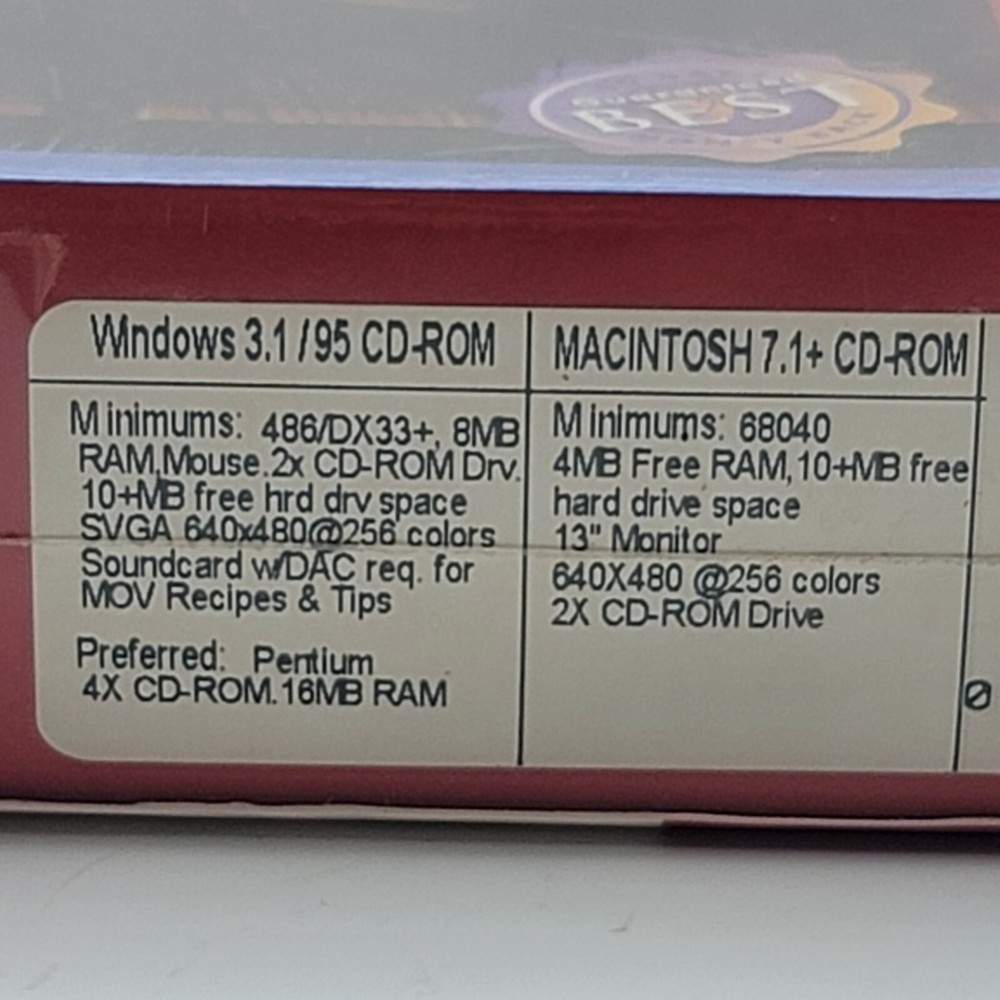 Guaranteed
BEST
Windows 3.1/95 CD-ROM
Minimums: 486/DX33+, 8MB
RAM,Mouse.2x CD-ROM Drv.
10+MB free hrd drv space
SVGA 640x480@256 colors
Soundcard w/DAC req. for
MOV Recipes & Tips
Preferred: Pentium
4X CD-ROM.16MB RAM
MACINTOSH 7.1+ CD-ROM
Minimums: 68040
4MB Free RAM,10+MB free
hard drive space
13" Monitor
640X480 @256 colors
2X CD-ROM Drive